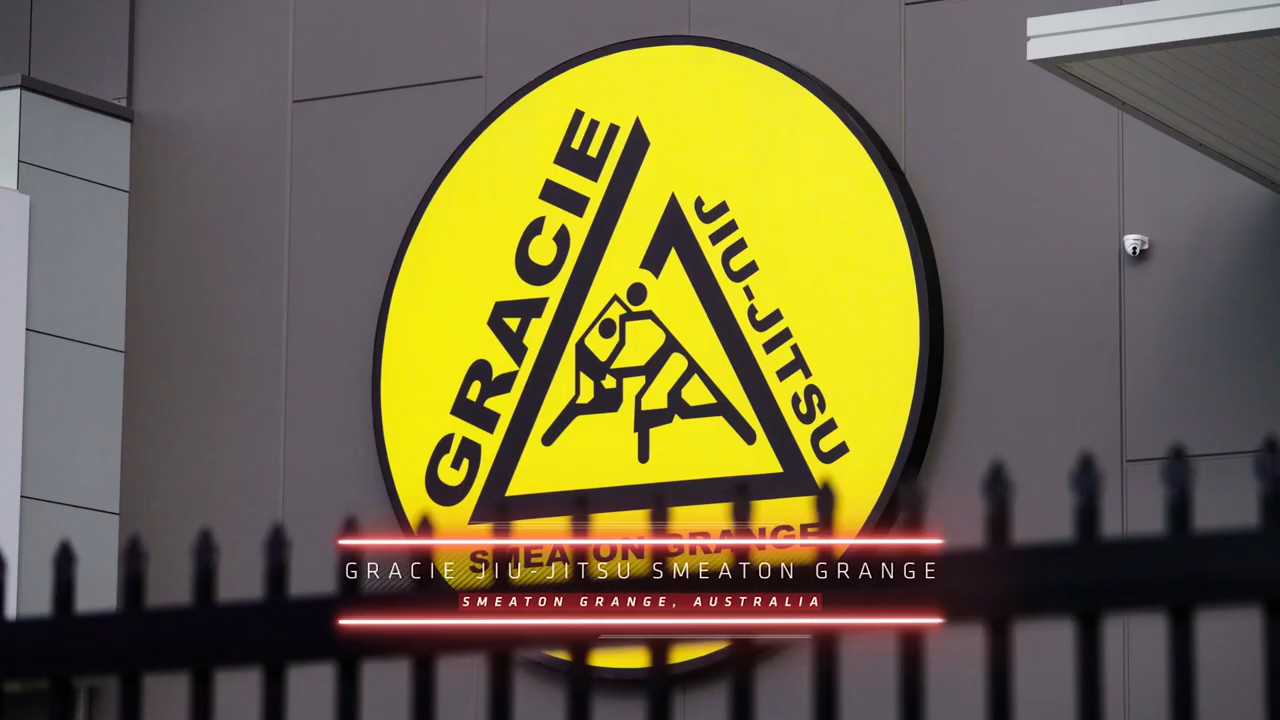 GRACIE
JIU-JITSU
SMEATON GRANGE
GRACIE JIU-JITSU SMEATON GRANGE
SMEATON GRANGE, AUSTRALIA